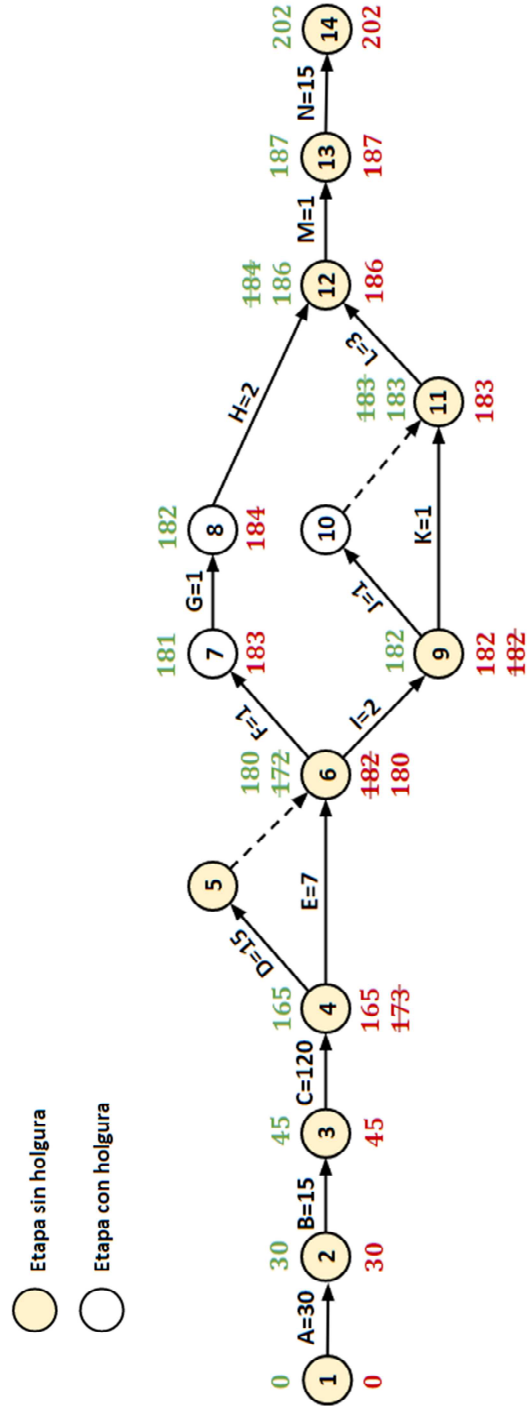 Etapa sin holgura
Etapa con holgura
0
1
0
A=30
30
2
30
B=15
45
3
45
C=120
165
4
165
173
D=15
5
E=7
180
172
6
182
180
F=1
181
7
183
G=1
182
8
184
H=2
I=2
182
9
182
182
J=1
10
K=1
183
183
11
183
L=3
184
186
12
186
M=1
187
13
187
N=15
202
14
202